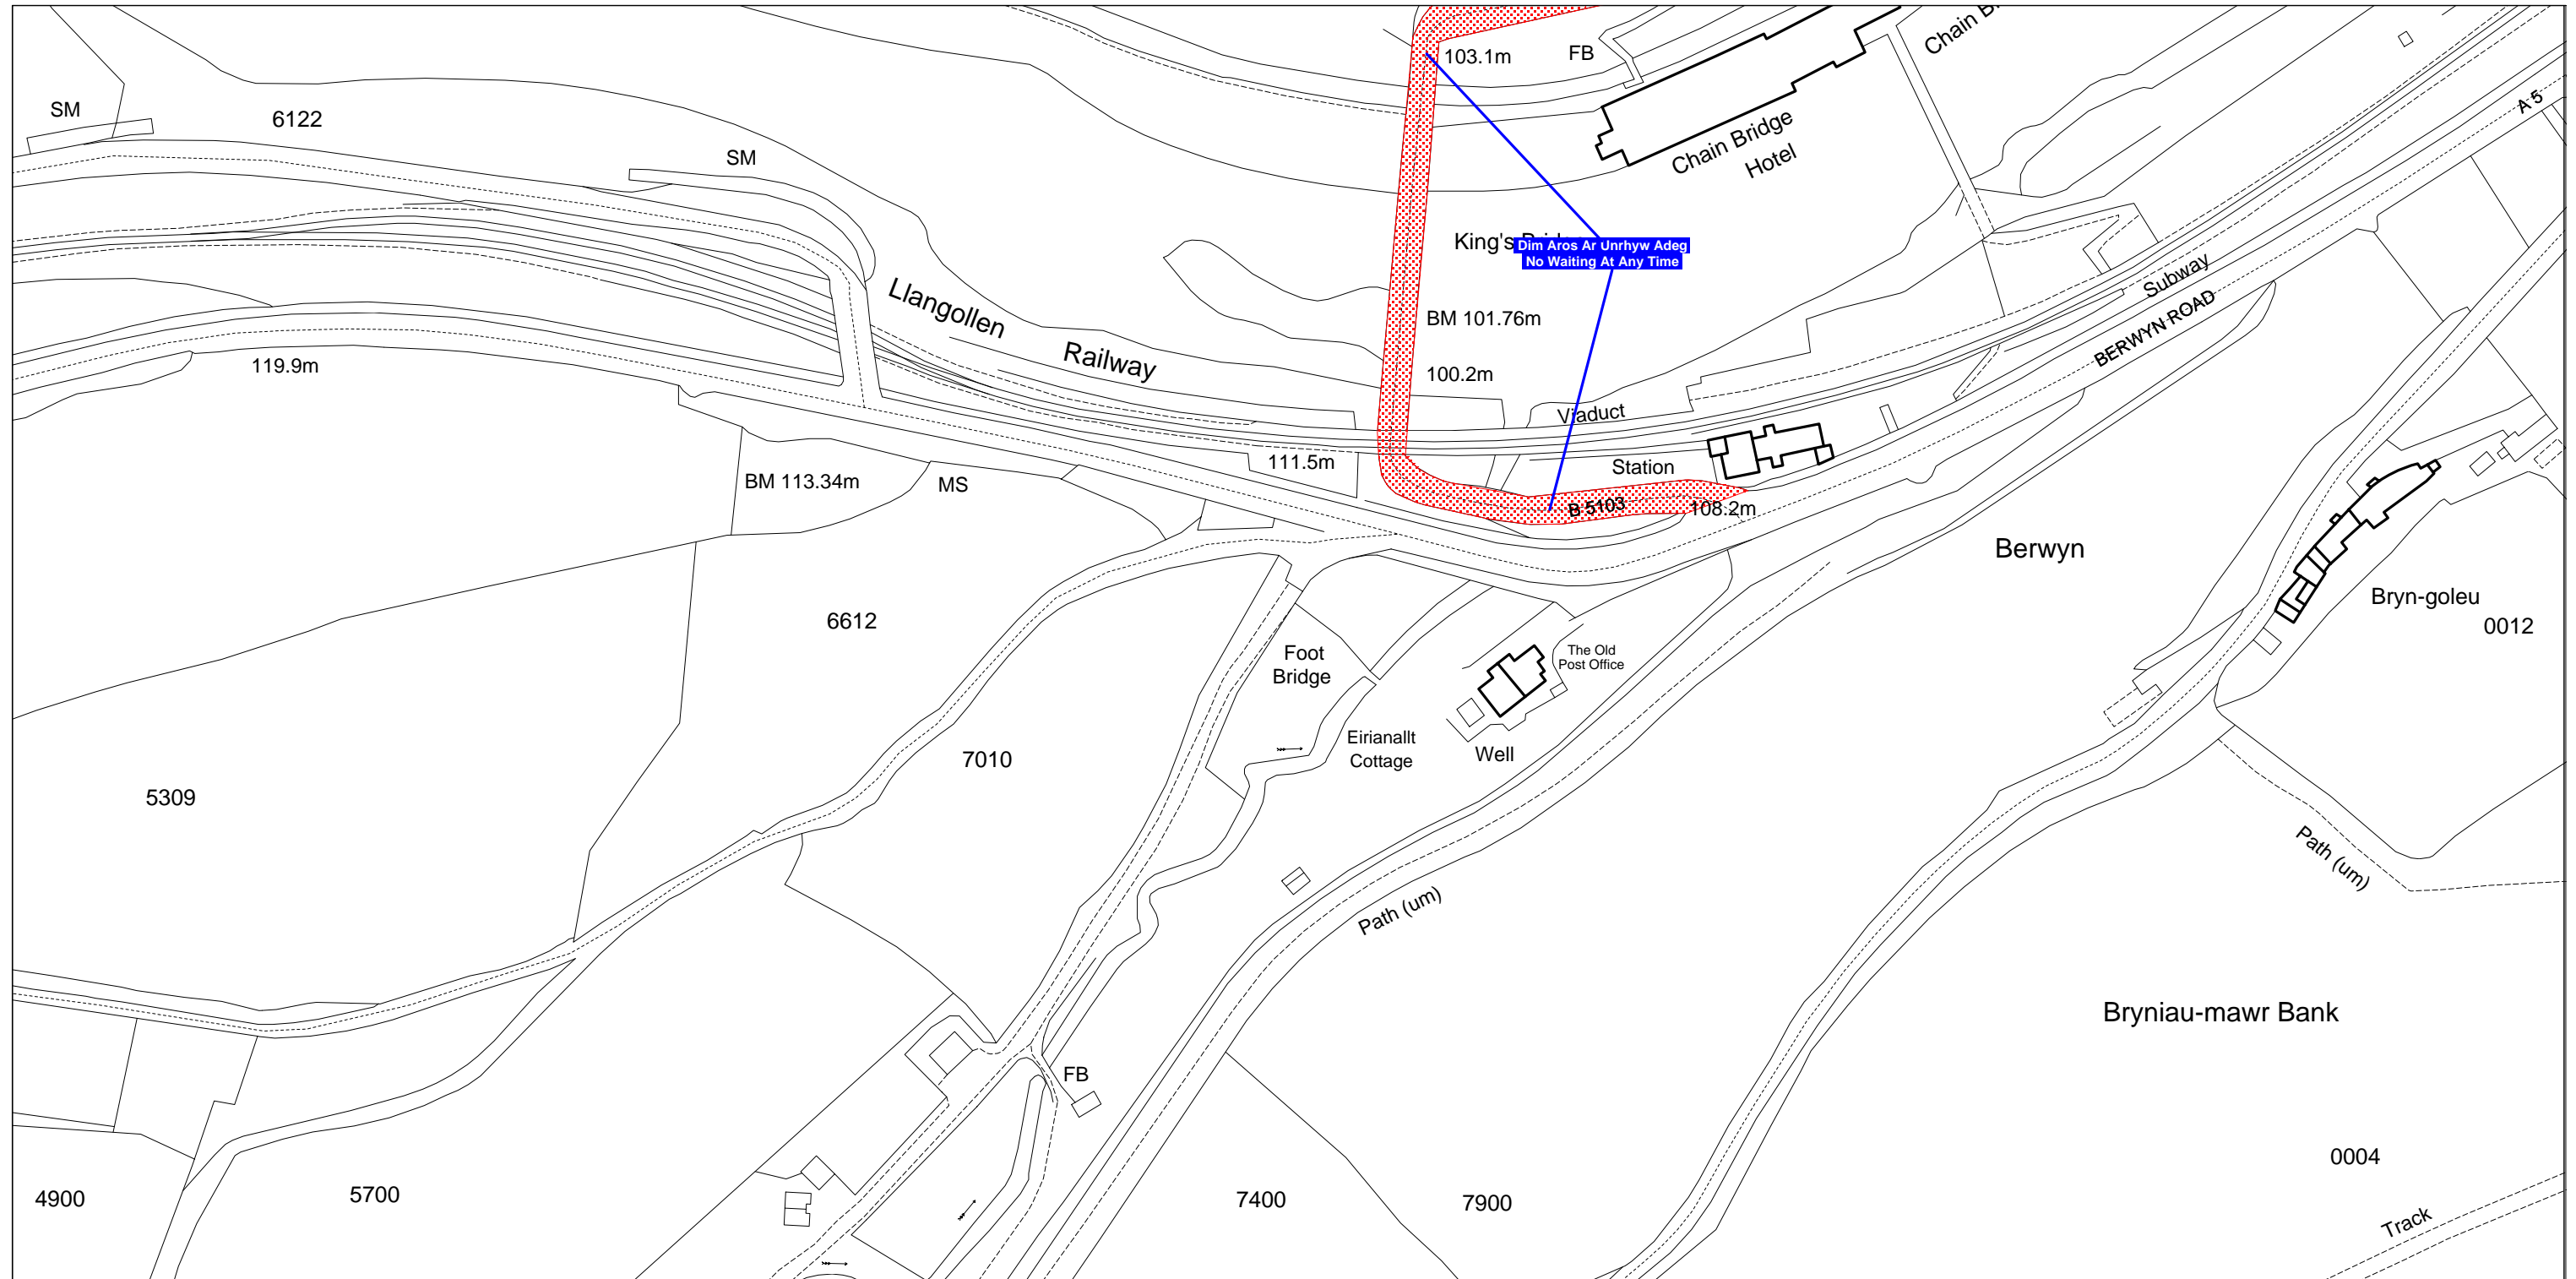 Chain
103.1m
FB
SM
6122
SM
A 5
Chain Bridge
Hotel
King's
Dim Aros Ar Unrhyw Adeg
No Waiting At Any Time
Subway
Llangollen
Railway
BM 101.76m
BERWYN ROAD
119.9m
100.2m
Viaduct
111.5m
Station
BM 113.34m
MS
B 5103
108.2m
Berwyn
Bryn-goleu
0012
6612
Foot
Bridge
The Old
Post Office
Eirianallt
Cottage
Well
7010
5309
Path (um)
Path (um)
Bryniau-mawr Bank
FB
0004
4900
5700
7400
7900
Track